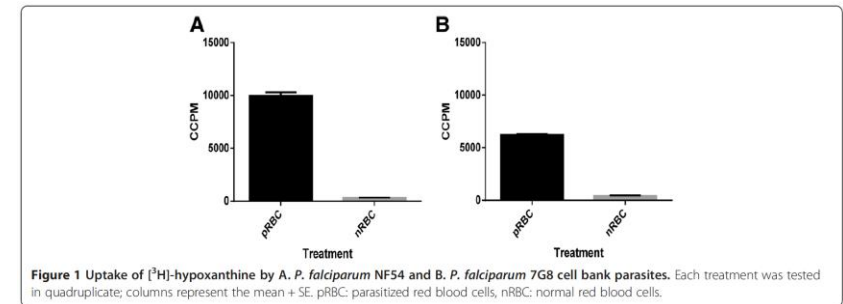 A
B
15000
10000
5000
0
CCPM
pRBC
nRBC
Treatment
15000
10000
5000
0
CCPM
pRBC
nRBC
Treatment
Figure 1 Uptake of [³H]-hypoxanthine by A. P. falciparum NF54 and B. P. falciparum 7G8 cell bank parasites. Each treatment was tested
in quadruplicate; columns represent the mean + SE. pRBC: parasitized red blood cells, nRBC: normal red blood cells.